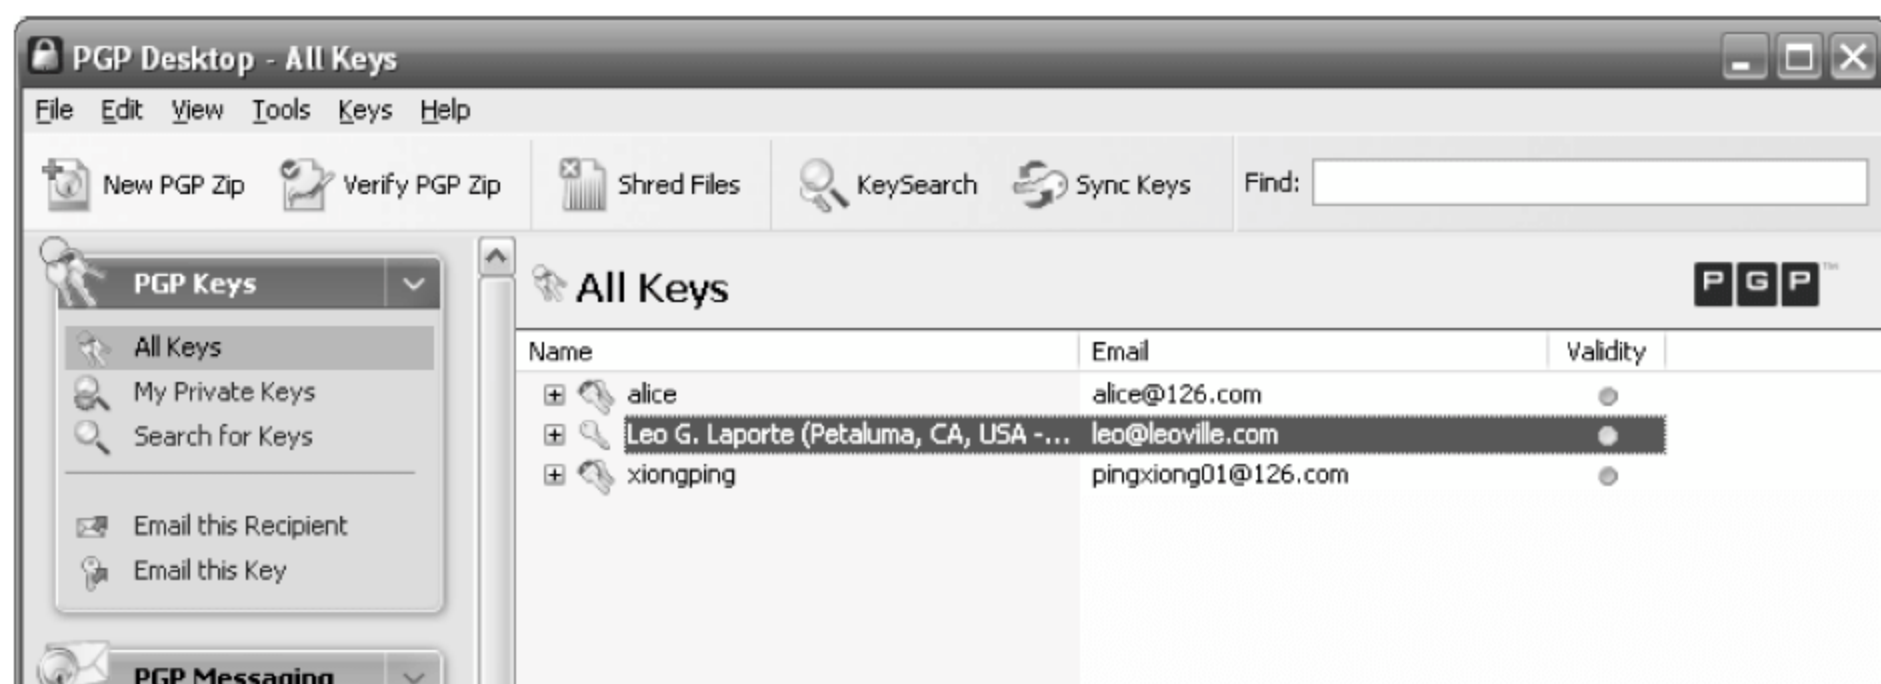 PGP Desktop - All Keys
File Edit View Tools Keys Help
New PGP Zip Verify PGP Zip Shred Files KeySearch Sync Keys Find:
PGP Keys
All Keys
My Private Keys
Search for Keys
Email this Recipient
Email this Key
PGP Messaging
All Keys
PGP™
Name Email Validity
alice alice@126.com
Leo G. Laporte (Petaluma, CA, USA -... leo@leoville.com
xiongping pingxiong01@126.com